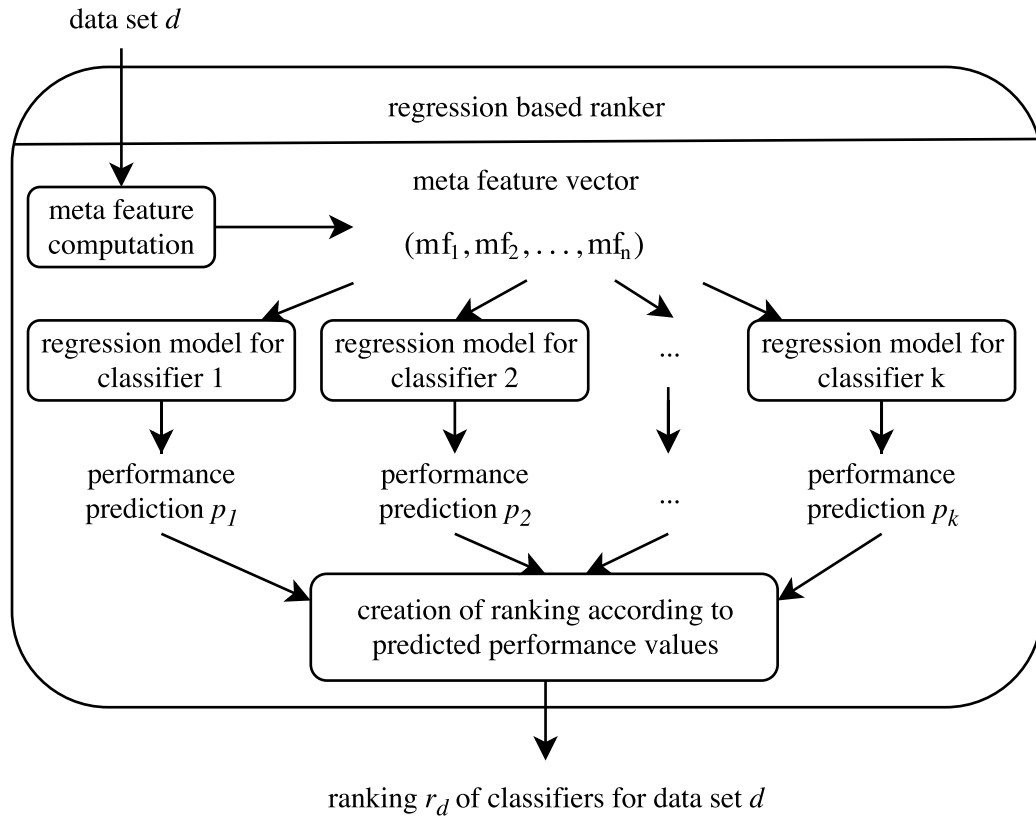 data set d
regression based ranker
meta feature
computation
meta feature vector
(mf₁, mf₂, . . . , mfₙ)
regression model for
classifier 1
regression model for
classifier 2
...
regression model for
classifier k
performance
prediction p₁
performance
prediction p₂
...
performance
prediction pₖ
creation of ranking according to
predicted performance values
ranking r_d of classifiers for data set d